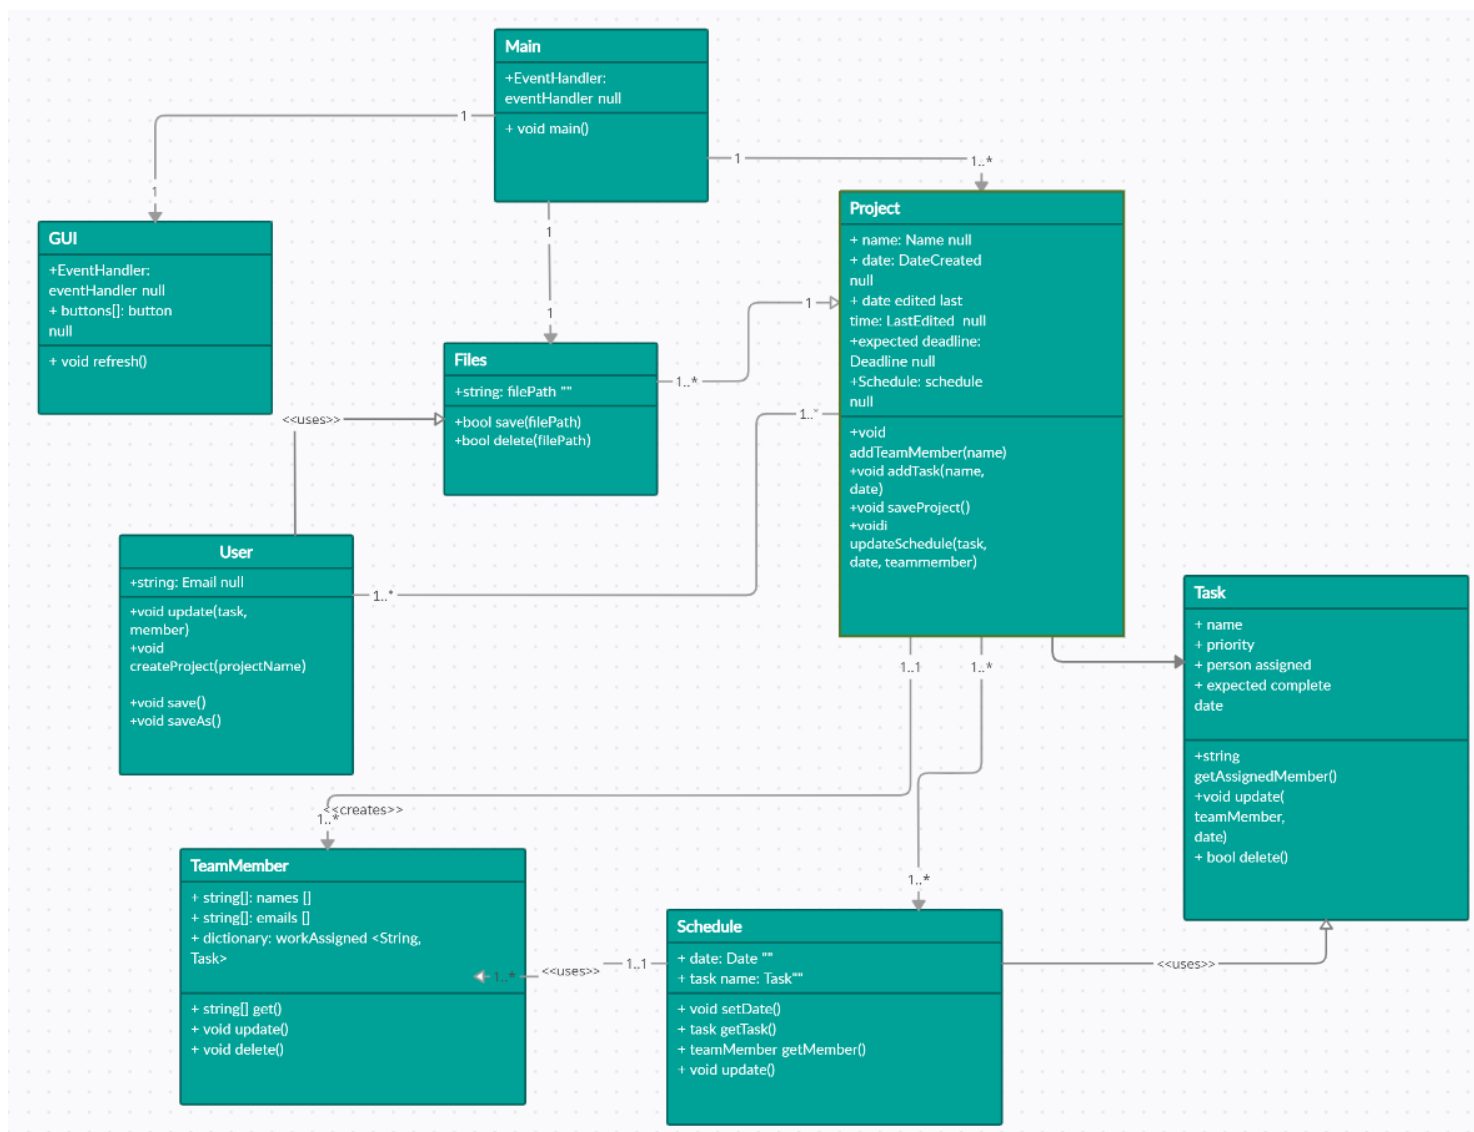 Main
+EventHandler:
eventHandler null
+ void main()
1
1
1
1..*
1
1
GUI
+EventHandler:
eventHandler null
+ buttons[]: button
null
+ void refresh()
Files
+string: filePath ""
+bool save(filePath)
+bool delete(filePath)
1..*
1
<<uses>>
Project
+ name: Name null
+ date: DateCreated
null
+ date edited last
time: LastEdited  null
+expected deadline:
Deadline null
+Schedule: schedule
null
+void
addTeamMember(name)
+void addTask(name,
date)
+void saveProject()
+voidi
updateSchedule(task,
date, teammember)
1..*
1..*
User
+string: Email null
+void update(task,
member)
+void
createProject(projectName)
+void save()
+void saveAs()
Task
+ name
+ priority
+ person assigned
+ expected complete
date
+string
getAssignedMember()
+void update(
teamMember,
date)
+ bool delete()
1..1
1..*
<<creates>>
1..*
1..*
TeamMember
+ string[]: names []
+ string[]: emails []
+ dictionary: workAssigned <String,
Task>
+ string[] get()
+ void update()
+ void delete()
1..*
<<uses>>
1..1
Schedule
+ date: Date ""
+ task name: Task""
+ void setDate()
+ task getTask()
+ teamMember getMember()
+ void update()
<<uses>>